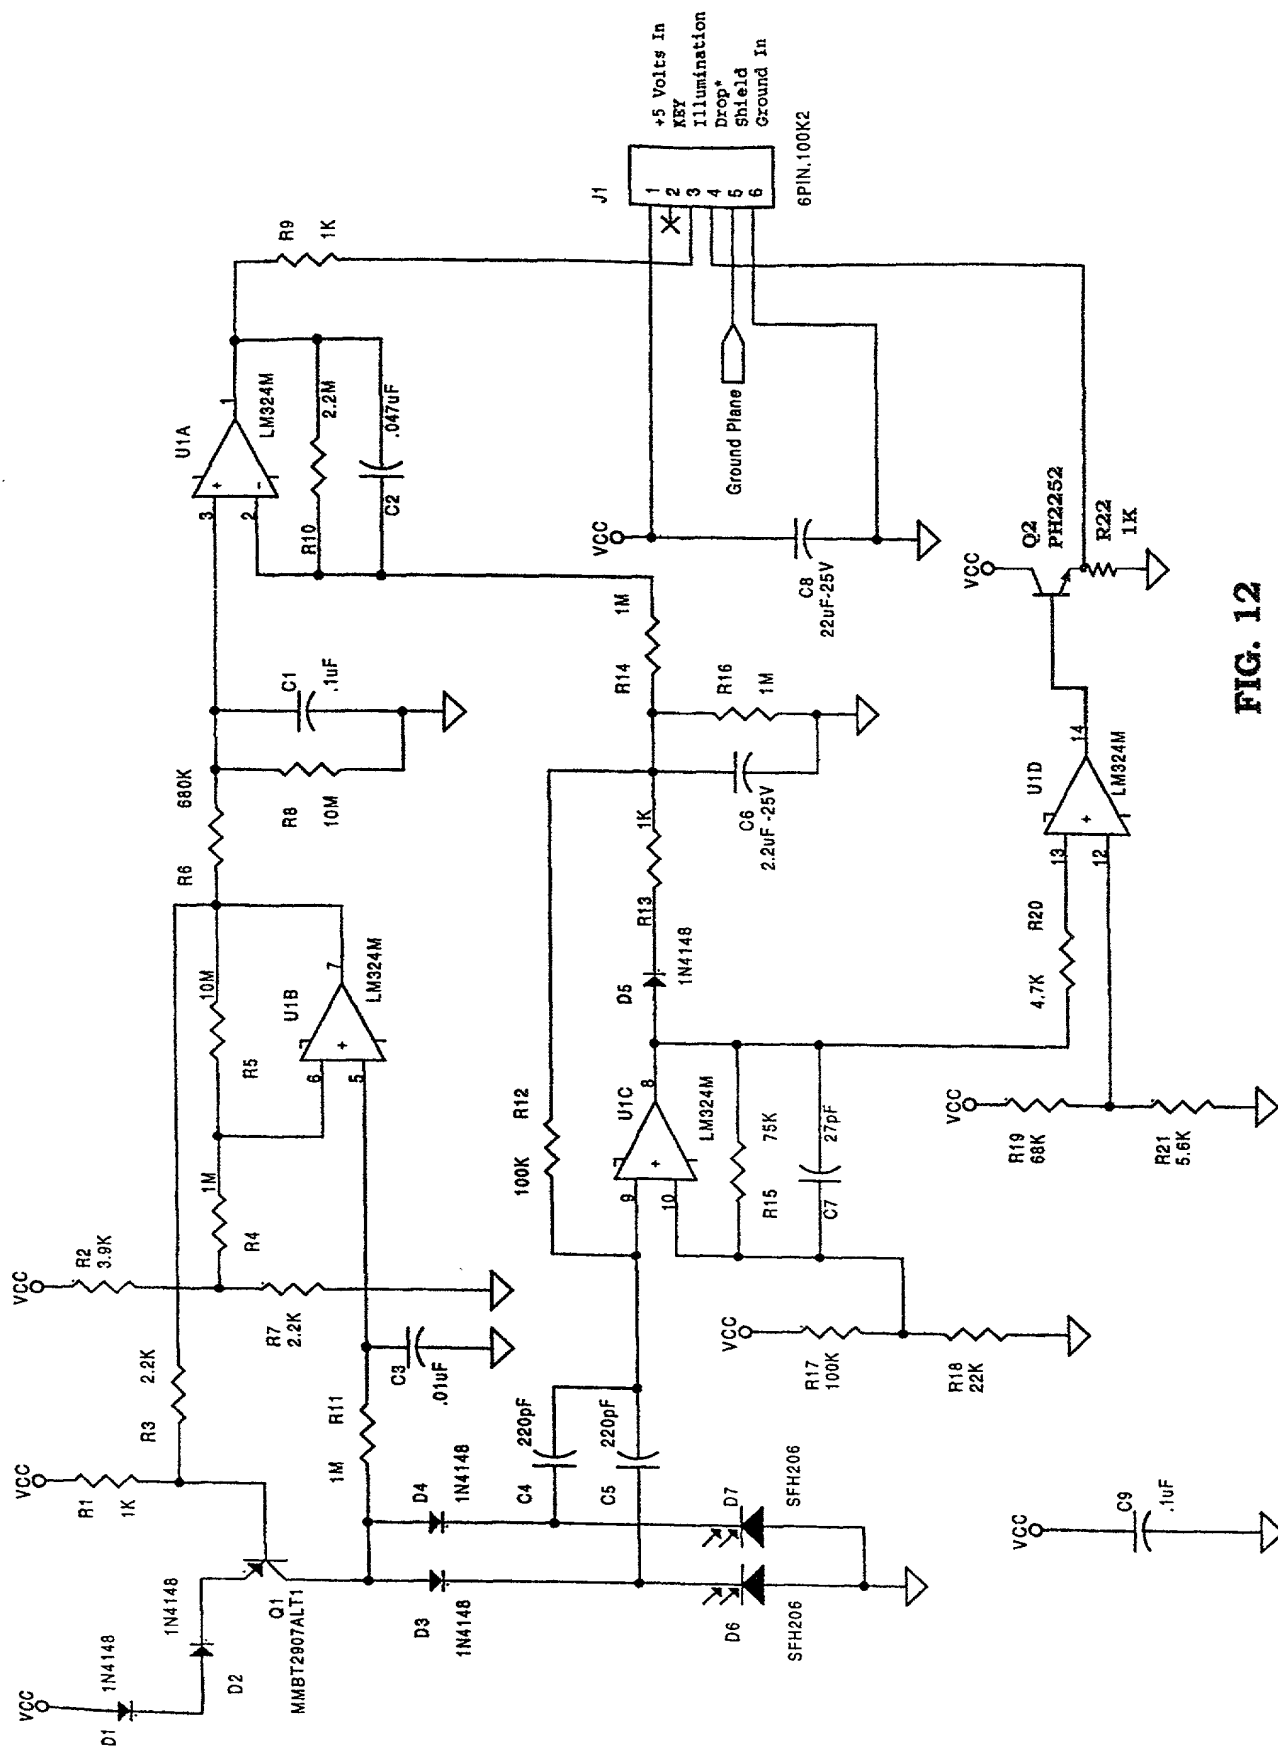 VCC
D1
1N4148
D2
1N4148
Q1
MMBT2907ALT1
VCC
R1
1K
R3
2.2K
VCC
R2
3.9K
R7
2.2K
R4
1M
R5
10M
6
5
+
7
U1B
LM324M
R6
680K
R8
10M
C1
.1uF
3
2
+
-
1
U1A
LM324M
R10
2.2M
C2
.047uF
R9
1K
R11
1M
C3
.01uF
D4
1N4148
D3
1N4148
C4
220pF
C5
220pF
D7
SFH206
D6
SFH206
R12
100K
9
10
+
8
U1C
LM324M
R15
75K
C7
27pF
VCC
R17
100K
R18
22K
D5
1N4148
R13
1K
C6
2.2uF -25V
R16
1M
R14
1M
VCC
C8
22uF-25V
Ground Plane
J1
1
2
3
4
5
6
6PIN.100K2
+5 Volts In
KEY
Illumination
Drop*
Shield
Ground In
VCC
R19
68K
R21
5.6K
R20
4.7K
13
12
+
14
U1D
LM324M
VCC
Q2
PH2252
R22
1K
VCC
C9
.1uF
FIG. 12